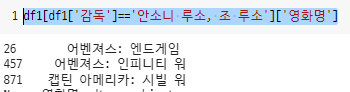 1 df1[df1['감독']=='안소니 루소, 조 루소']['영화명']
26 어벤져스: 엔드게임
457 어벤져스: 인피니티 워
871 캡틴 아메리카: 시빌 워